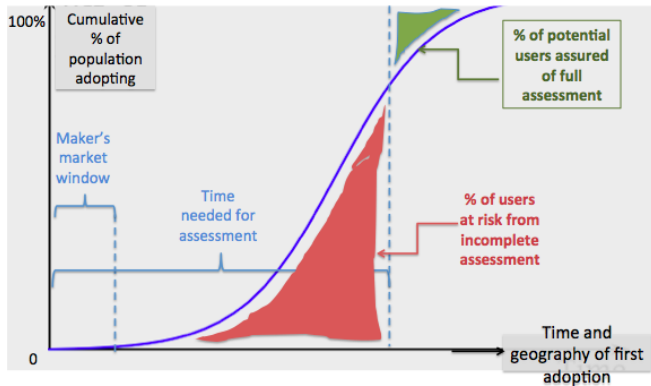 100%
Cumulative
% of
population
adopting
% of potential
users assured
of full
assessment
Maker's
market
window
Time
needed for
assessment
% of users
at risk from
incomplete
assessment
0
Time and
geography of first
adoption